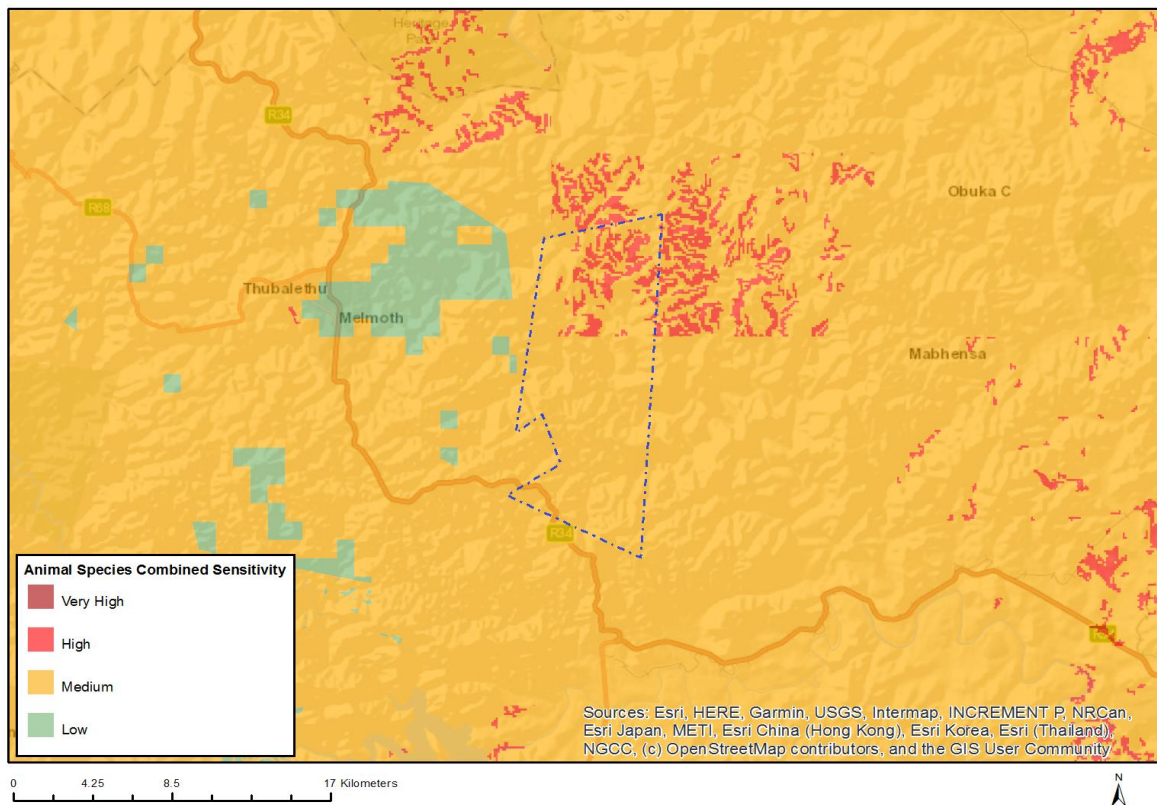 Heritage
Park
R34
R68
Obuka C
Thubalethu
Melmoth
Mabhensa
R34
Animal Species Combined Sensitivity
Very High
High
Medium
Low
Sources: Esri, HERE, Garmin, USGS, Intermap, INCREMENT P, NRCan,
Esri Japan, METI, Esri China (Hong Kong), Esri Korea, Esri (Thailand),
NGCC, (c) OpenStreetMap contributors, and the GIS User Community
0 4.25 8.5 17 Kilometers
N